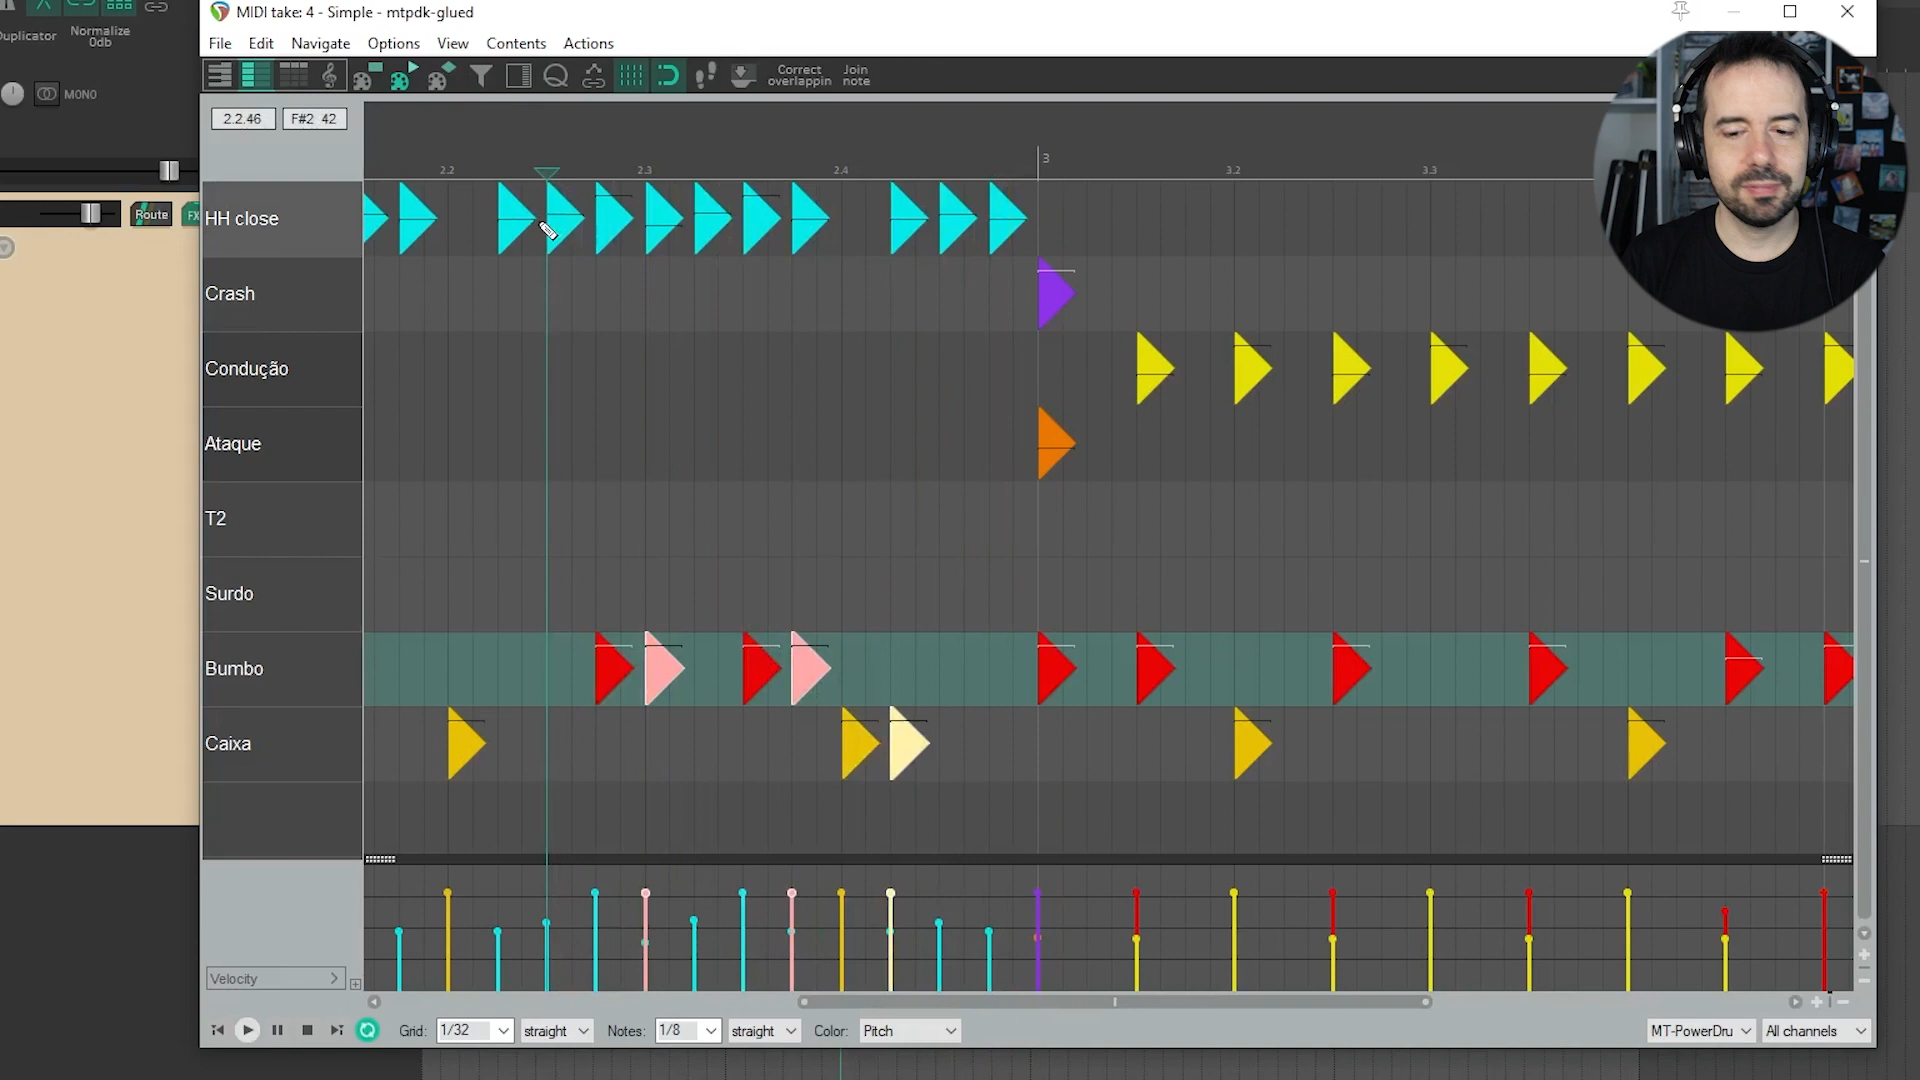 Duplicator
Normalize
0db
MONO
Route
FX
MIDI take: 4 - Simple - mtpdk-glued
File Edit Navigate Options View Contents Actions
Correct
overlappin
Join
note
2.2.46
F#2 42
2.2
2.3
2.4
3
3.2
3.3
HH close
Crash
Condução
Ataque
T2
Surdo
Bumbo
Caixa
Velocity
Grid: 1/32 straight Notes: 1/8 straight Color: Pitch MT-PowerDru All channels